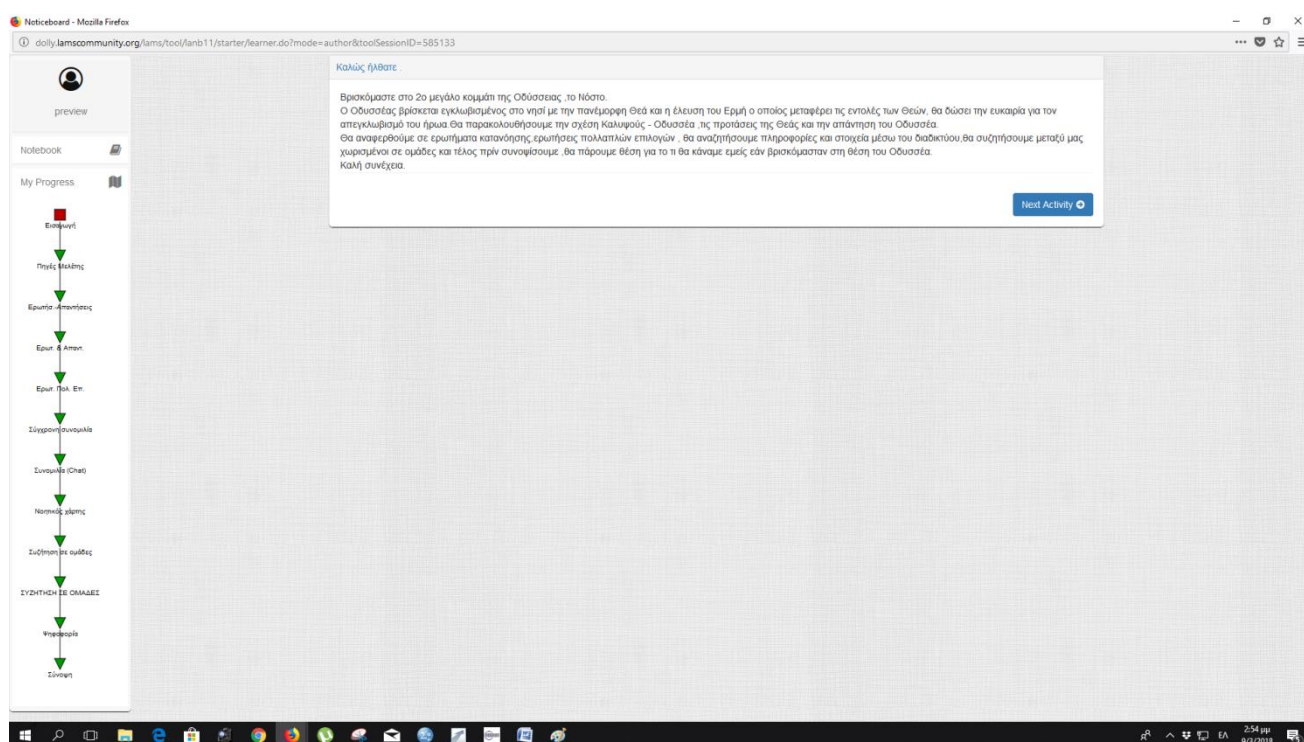 Noticeboard - Mozilla Firefox
dolly.lamscommunity.org/lams/tool/lanb11/starter/learner.do?mode=author&toolSessionID=585133
preview
Notebook
My Progress
Εισαγωγή
Πηγές Μελέτης
Ερωτήσ.-Απαντήσεις
Ερωτ. & Απαντ.
Ερωτ. Πολ. Επ.
Σύγχρονη συνομιλία
Συνομιλία (Chat)
Νοητικός χάρτης
Συζήτηση σε ομάδες
ΣΥΖΗΤΗΣΗ ΣΕ ΟΜΑΔΕΣ
Ψηφοφορία
Σύνοψη
Καλώς ήλθατε .
Βρισκόμαστε στο 2ο μεγάλο κομμάτι της Οδύσσειας ,το Νόστο.
Ο Οδυσσέας βρίσκεται εγκλωβισμένος στο νησί με την πανέμορφη Θεά και η έλευση του Ερμή ο οποίος μεταφέρει τις εντολές των Θεών, θα δώσει την ευκαιρία για τον
απεγκλωβισμό του ήρωα.Θα παρακολουθήσουμε την σχέση Καλυψούς - Οδυσσέα ,τις προτάσεις της Θεάς και την απάντηση του Οδυσσέα.
Θα αναφερθούμε σε ερωτήματα κατανόησης,ερωτήσεις πολλαπλών επιλογών , θα αναζητήσουμε πληροφορίες και στοιχεία μέσω του διαδικτύου,θα συζητήσουμε μεταξύ μας
χωρισμένοι σε ομάδες και τέλος πρίν συνοψίσουμε ,θα πάρουμε θέση για το τι θα κάναμε εμείς εάν βρισκόμασταν στη θέση του Οδυσσέα.
Καλή συνέχεια.
Next Activity
ΕΛ
2:54 μμ
9/3/2018